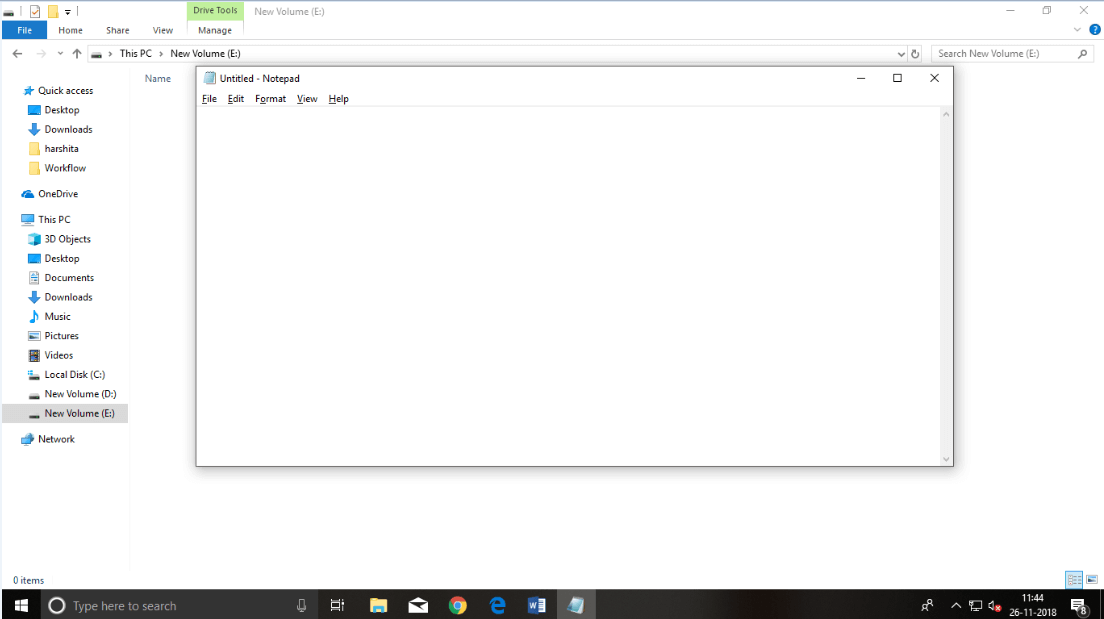 Drive Tools New Volume (E:)
File Home Share View Manage
This PC New Volume (E:) Search New Volume (E:)
Name
Untitled - Notepad
File Edit Format View Help
Quick access
Desktop
Downloads
harshita
Workflow
OneDrive
This PC
3D Objects
Desktop
Documents
Downloads
Music
Pictures
Videos
Local Disk (C:)
New Volume (D:)
New Volume (E:)
Network
0 items
Type here to search
11:44
26-11-2018
8